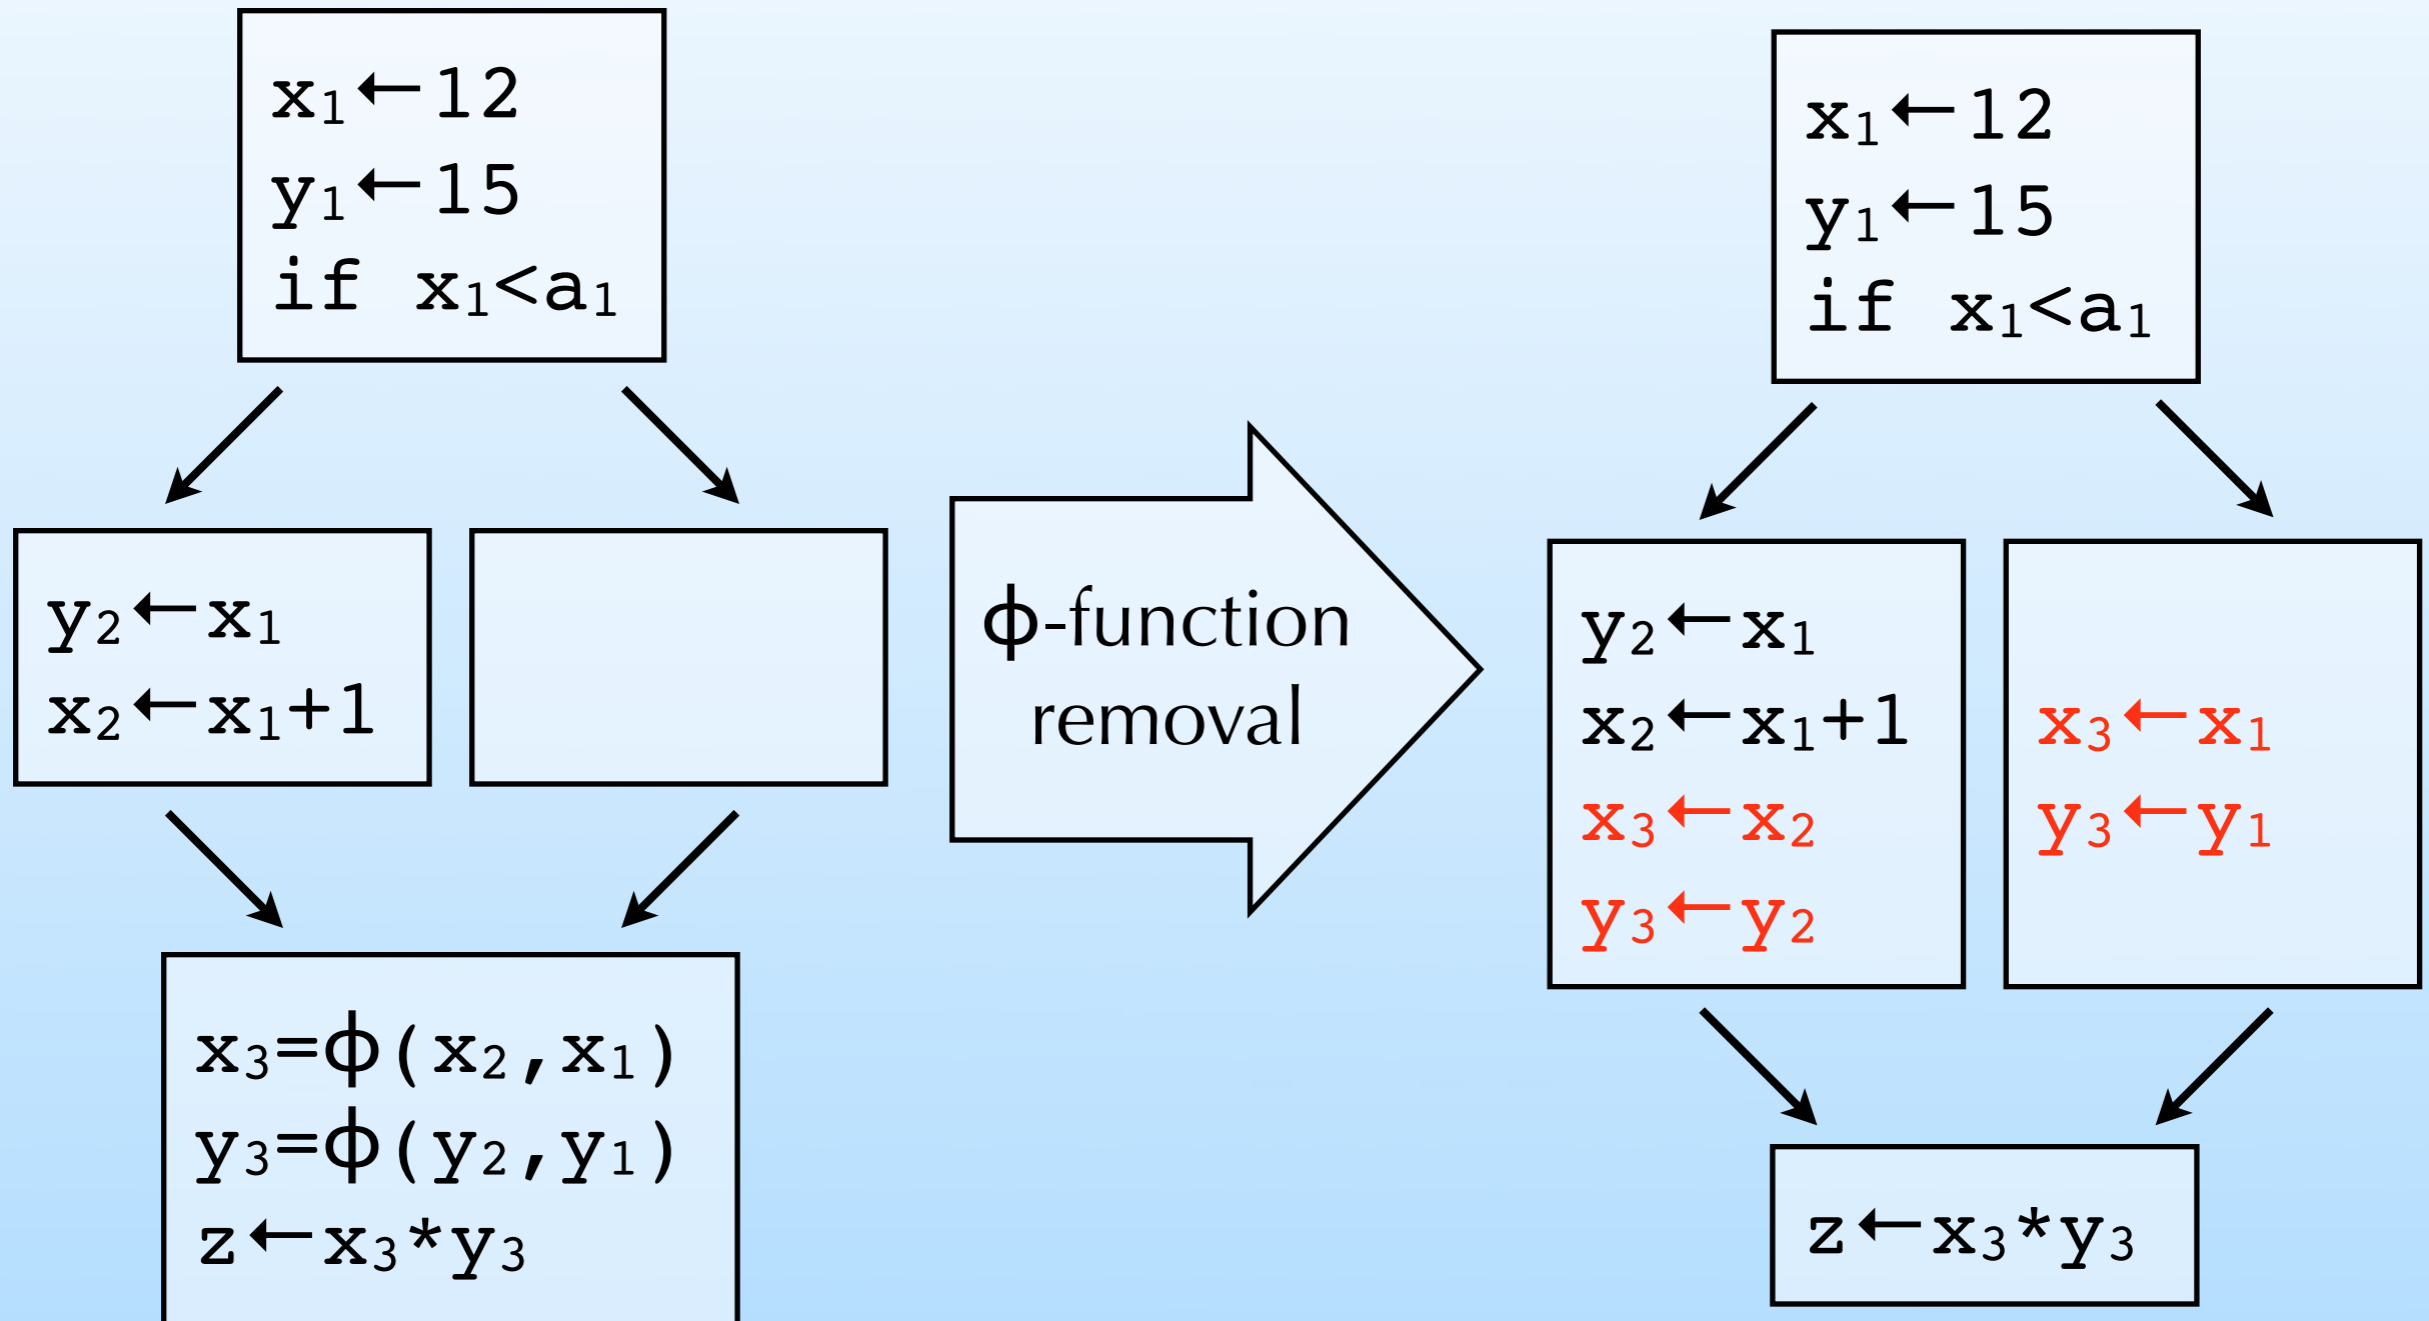 x₁←12
y₁←15
if x₁<a₁
y₂←x₁
x₂←x₁+1
x₃=ϕ(x₂,x₁)
y₃=ϕ(y₂,y₁)
z←x₃*y₃
ϕ-function
removal
x₁←12
y₁←15
if x₁<a₁
y₂←x₁
x₂←x₁+1
x₃←x₂
y₃←y₂
x₃←x₁
y₃←y₁
z←x₃*y₃